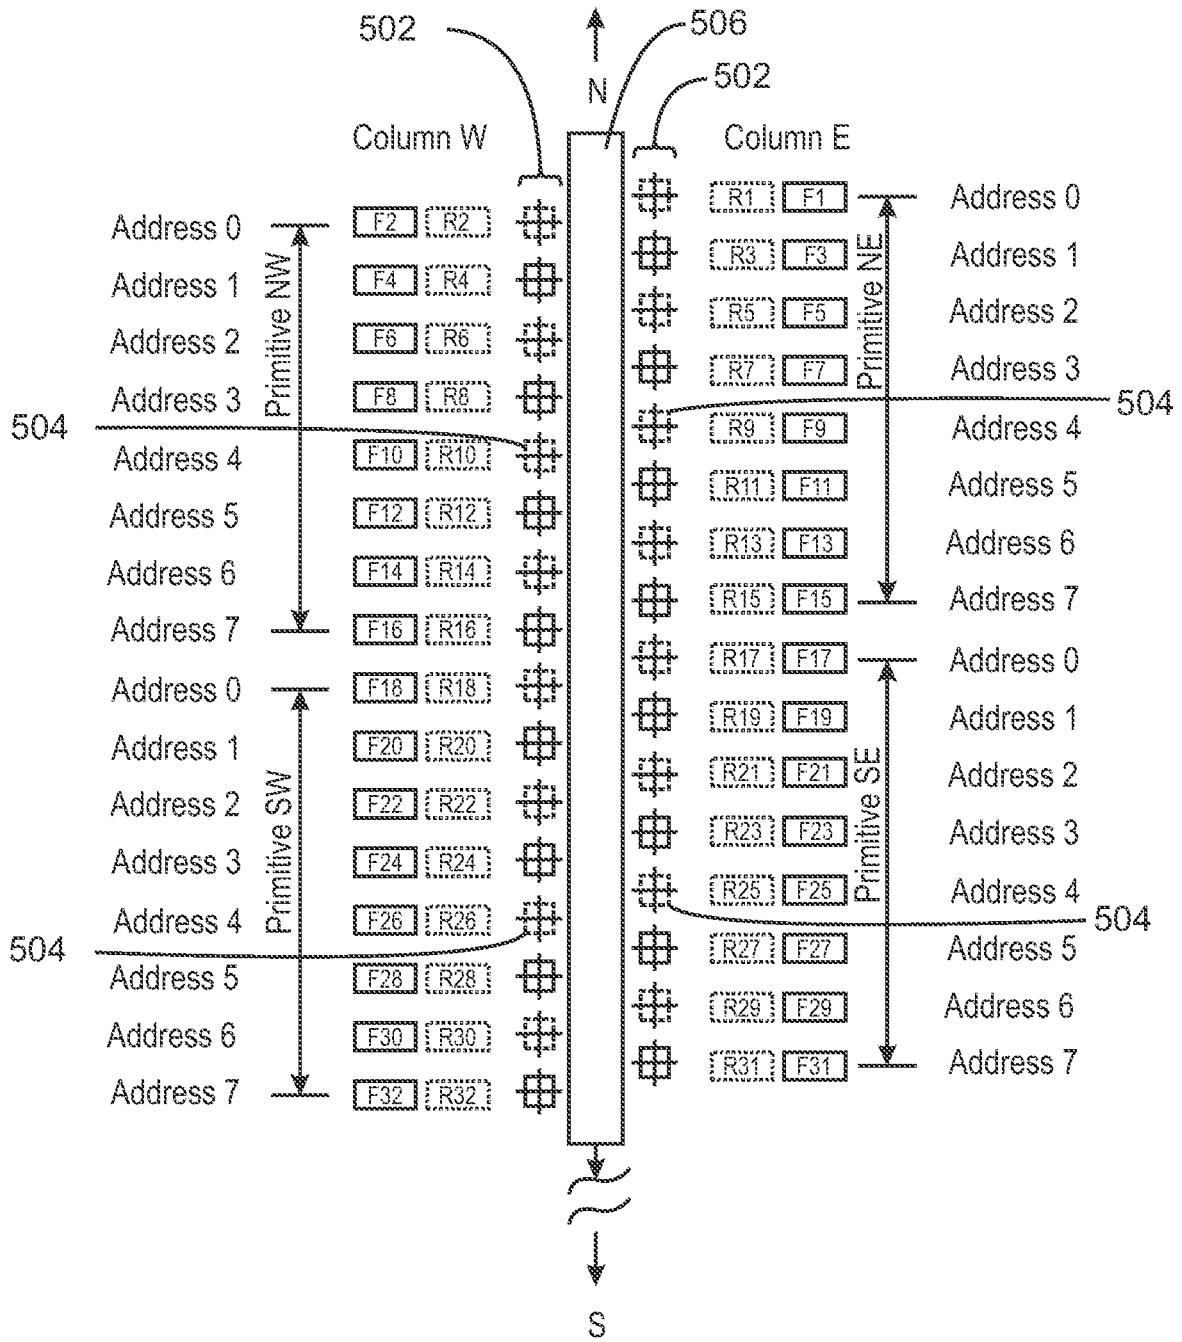 506
502
502
N
Column W
Column E
R1 F1 Address 0
Address 0 F2 R2
R3 F3 Address 1
Address 1 F4 R4
R5 F5 Address 2
Address 2 F6 R6
R7 F7 Address 3
Address 3 F8 R8
Primitive NW
Primitive NE
504
504
R9 F9 Address 4
Address 4 F10 R10
R11 F11 Address 5
Address 5 F12 R12
R13 F13 Address 6
Address 6 F14 R14
R15 F15 Address 7
Address 7 F16 R16
R17 F17 Address 0
Address 0 F18 R18
R19 F19 Address 1
Address 1 F20 R20
R21 F21 Address 2
Address 2 F22 R22
R23 F23 Address 3
Address 3 F24 R24
Primitive SW
Primitive SE
R25 F25 Address 4
Address 4 F26 R26
504
504
R27 F27 Address 5
Address 5 F28 R28
R29 F29 Address 6
Address 6 F30 R30
R31 F31 Address 7
Address 7 F32 R32
S